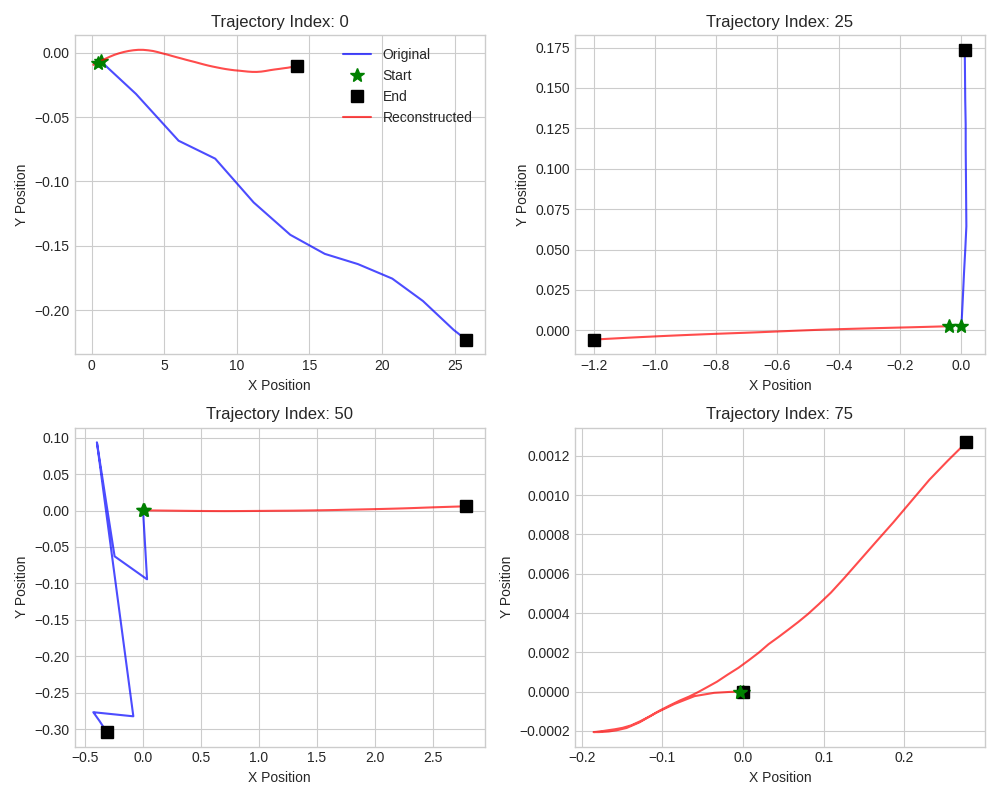 Trajectory Index: 0
0.00
−0.05
−0.10
−0.15
−0.20
Y Position
0 5 10 15 20 25
X Position
Original
Start
End
Reconstructed
Trajectory Index: 25
0.175
0.150
0.125
0.100
0.075
0.050
0.025
0.000
Y Position
−1.2 −1.0 −0.8 −0.6 −0.4 −0.2 0.0
X Position
Trajectory Index: 50
0.10
0.05
0.00
−0.05
−0.10
−0.15
−0.20
−0.25
−0.30
Y Position
−0.5 0.0 0.5 1.0 1.5 2.0 2.5
X Position
Trajectory Index: 75
0.0012
0.0010
0.0008
0.0006
0.0004
0.0002
0.0000
−0.0002
Y Position
−0.2 −0.1 0.0 0.1 0.2
X Position